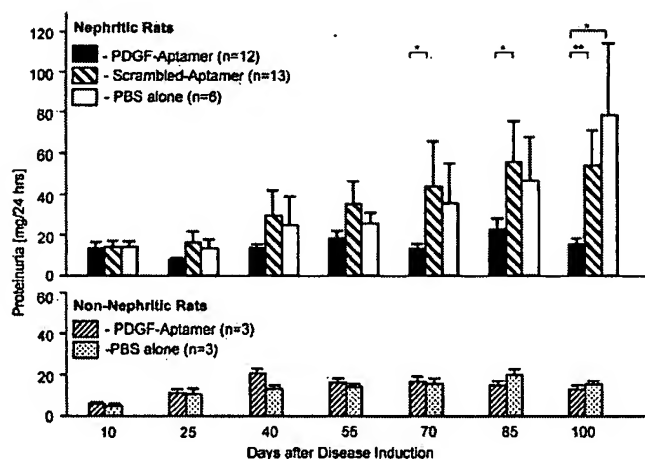 Nephritic Rats
- PDGF-Aptamer (n=12)
- Scrambled-Aptamer (n=13)
- PBS alone (n=6)
120
100
80
60
40
20
0
* * ** *
Proteinuria [mg/24 hrs]
Non-Nephritic Rats
- PDGF-Aptamer (n=3)
-PBS alone (n=3)
60
40
20
0
10 25 40 55 70 85 100
Days after Disease Induction